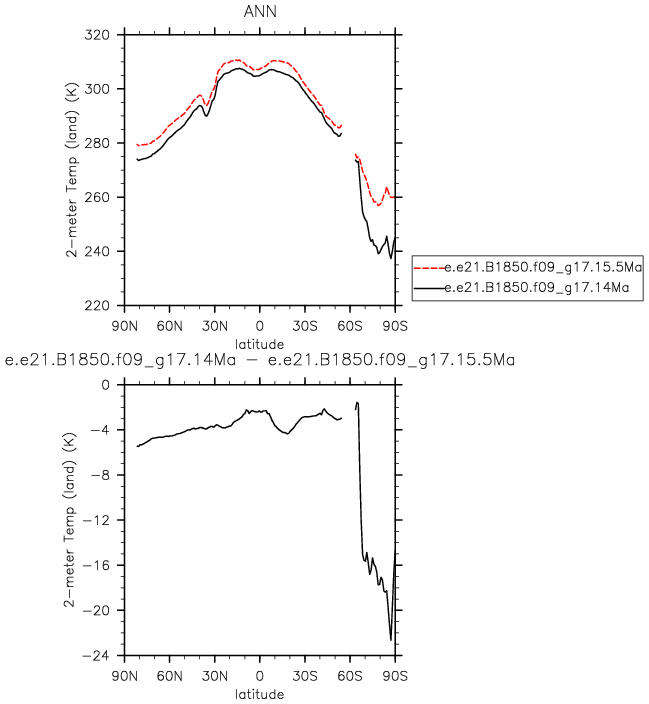 ANN
320
300
280
260
240
220
2-meter Temp (land) (K)
90N 60N 30N 0 30S 60S 90S
latitude
e.e21.B1850.f09_g17.15.5Ma
e.e21.B1850.f09_g17.14Ma
e.e21.B1850.f09_g17.14Ma - e.e21.B1850.f09_g17.15.5Ma
0
-4
-8
-12
-16
-20
-24
2-meter Temp (land) (K)
90N 60N 30N 0 30S 60S 90S
latitude